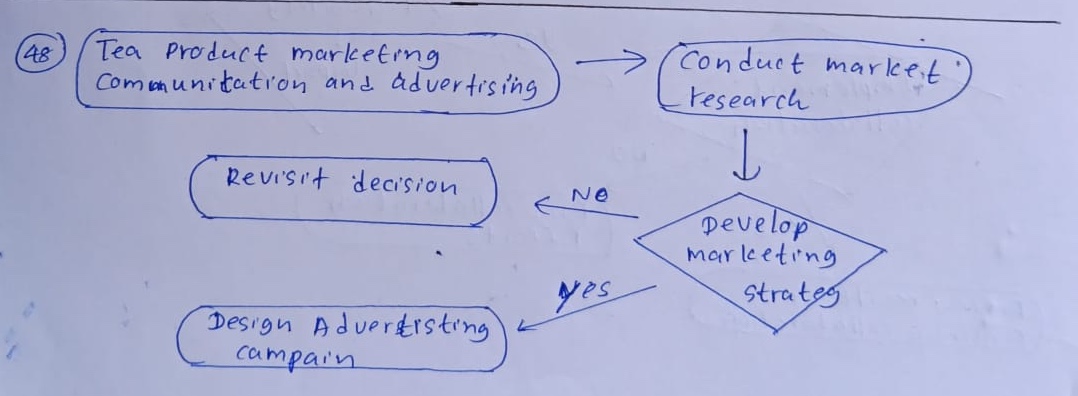 48
Tea product marketing
Communitation and advertising
Conduct market
research
Revisit decision
No
Develop
marketing
strateg
yes
Design Advertisting
campain